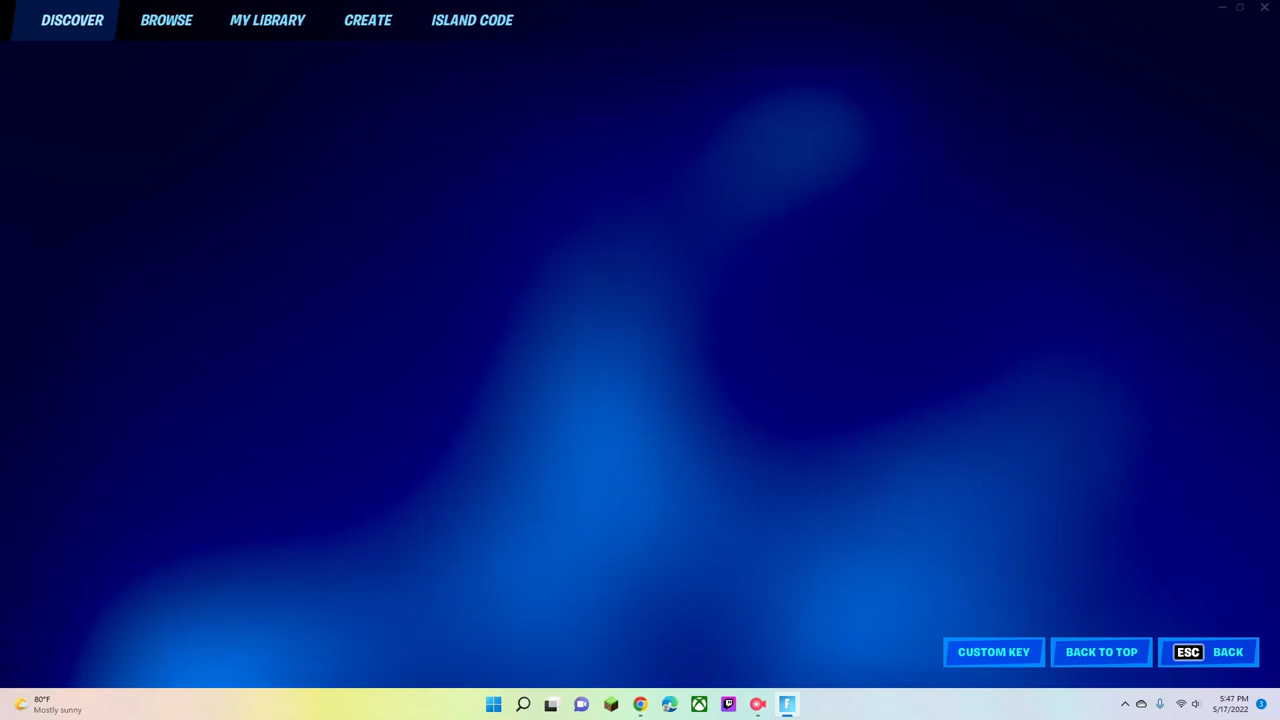 DISCOVER
BROWSE
MY LIBRARY
CREATE
ISLAND CODE
CUSTOM KEY
BACK TO TOP
ESC BACK
80°F
Mostly sunny
F
5:47 PM
5/17/2022
3